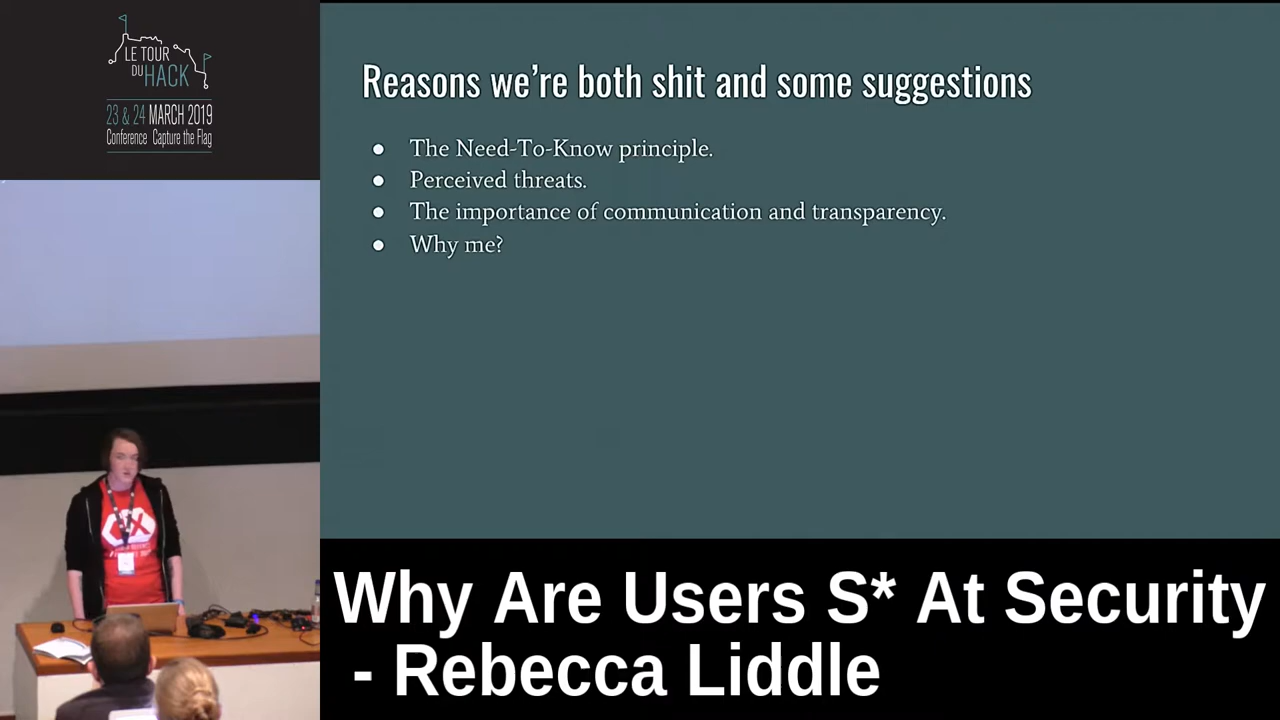 LE TOUR
DU HACK
23 & 24 MARCH 2019
Conference Capture the Flag
Reasons we're both shit and some suggestions
● The Need-To-Know principle.
● Perceived threats.
● The importance of communication and transparency.
● Why me?
Why Are Users S* At Security
- Rebecca Liddle